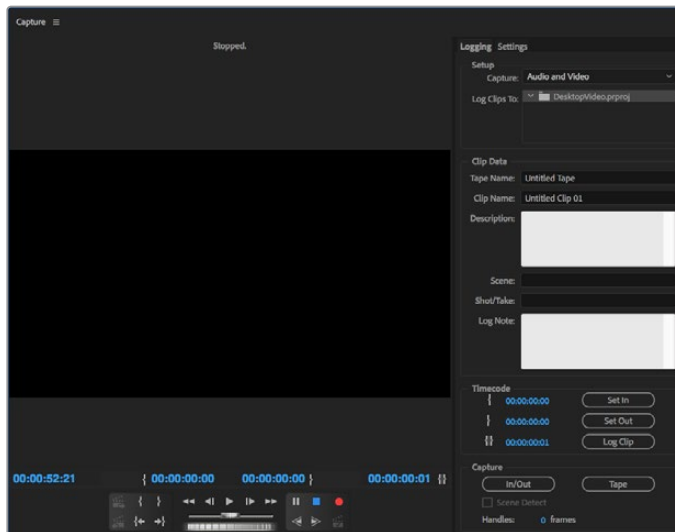 Capture
Stopped.
Logging Settings
Setup
Capture: Audio and Video
Log Clips To: DesktopVideo.prproj
Clip Data
Tape Name: Untitled Tape
Clip Name: Untitled Clip 01
Description:
Scene:
Shot/Take:
Log Note:
Timecode
{ 00:00:00:00 Set In
} 00:00:00:00 Set Out
{} 00:00:00:01 Log Clip
00:00:52:21 { 00:00:00:00 00:00:00:00 } 00:00:00:01 {}
Capture
In/Out Tape
Scene Detect
Handles: 0 frames